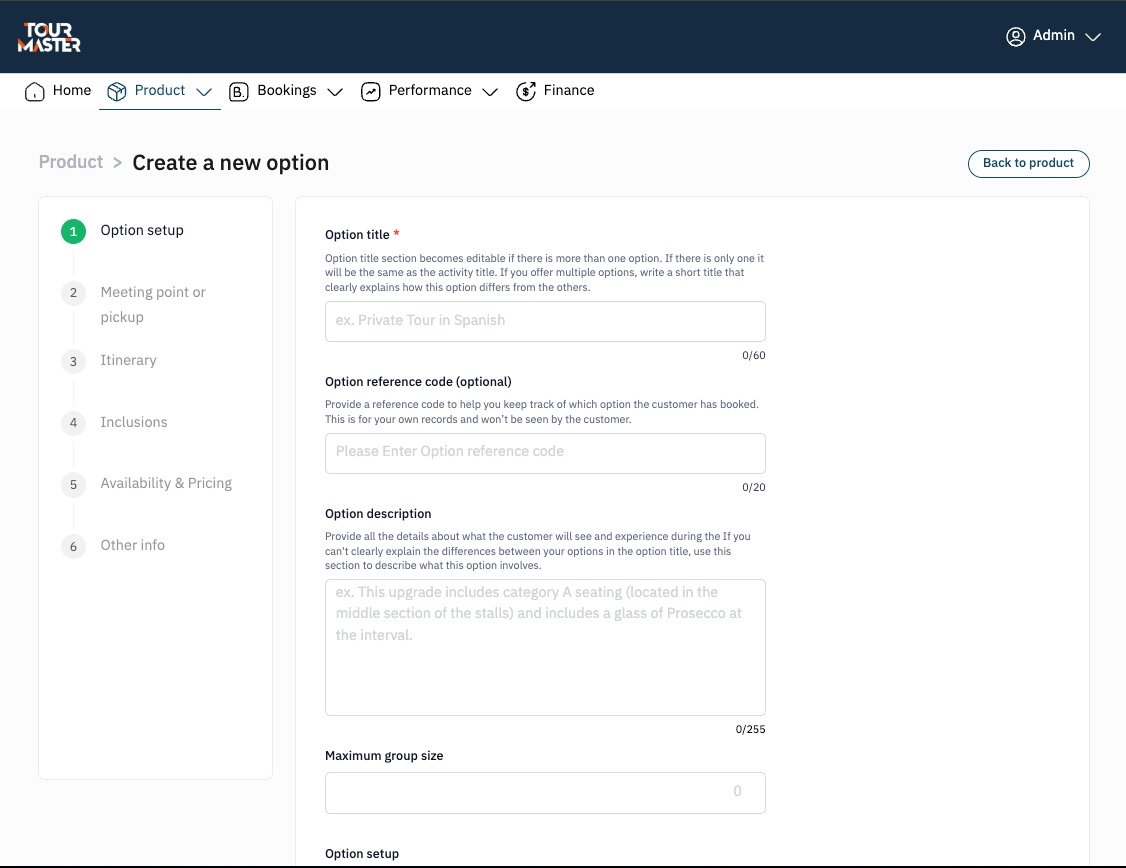 TOUR
MASTER
Admin
Home
Product
Bookings
Performance
Finance
Product > Create a new option
Back to product
1 Option setup
2 Meeting point or
pickup
3 Itinerary
4 Inclusions
5 Availability & Pricing
6 Other info
Option title *
Option title section becomes editable if there is more than one option. If there is only one it
will be the same as the activity title. If you offer multiple options, write a short title that
clearly explains how this option differs from the others.
ex. Private Tour in Spanish
0/60
Option reference code (optional)
Provide a reference code to help you keep track of which option the customer has booked.
This is for your own records and won't be seen by the customer.
Please Enter Option reference code
0/20
Option description
Provide all the details about what the customer will see and experience during the If you
can't clearly explain the differences between your options in the option title, use this
section to describe what this option involves.
ex. This upgrade includes category A seating (located in the
middle section of the stalls) and includes a glass of Prosecco at
the interval.
0/255
Maximum group size
0
Option setup